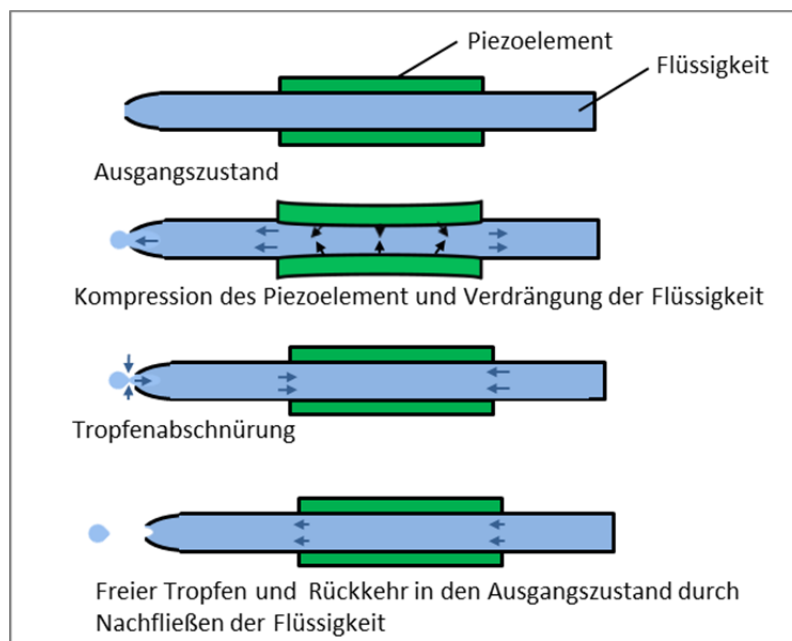 Piezoelement
Flüssigkeit
Ausgangszustand
Kompression des Piezoelement und Verdrängung der Flüssigkeit
Tropfenabschnürung
Freier Tropfen und Rückkehr in den Ausgangszustand durch
Nachfließen der Flüssigkeit